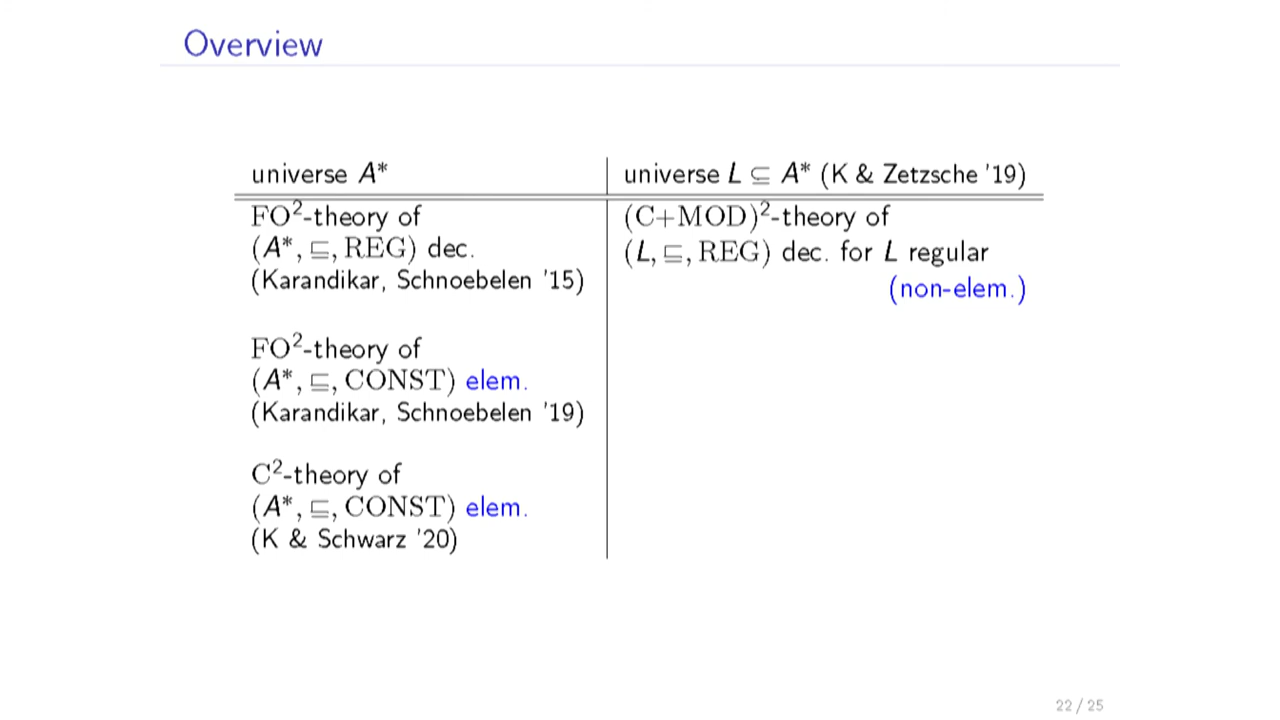 Overview
universe A*
FO²-theory of
(A*, ⊑, REG) dec.
(Karandikar, Schnoebelen '15)
FO²-theory of
(A*, ⊑, CONST) elem.
(Karandikar, Schnoebelen '19)
C²-theory of
(A*, ⊑, CONST) elem.
(K & Schwarz '20)
universe L ⊆ A* (K & Zetzsche '19)
(C+MOD)²-theory of
(L, ⊑, REG) dec. for L regular
(non-elem.)
22 / 25